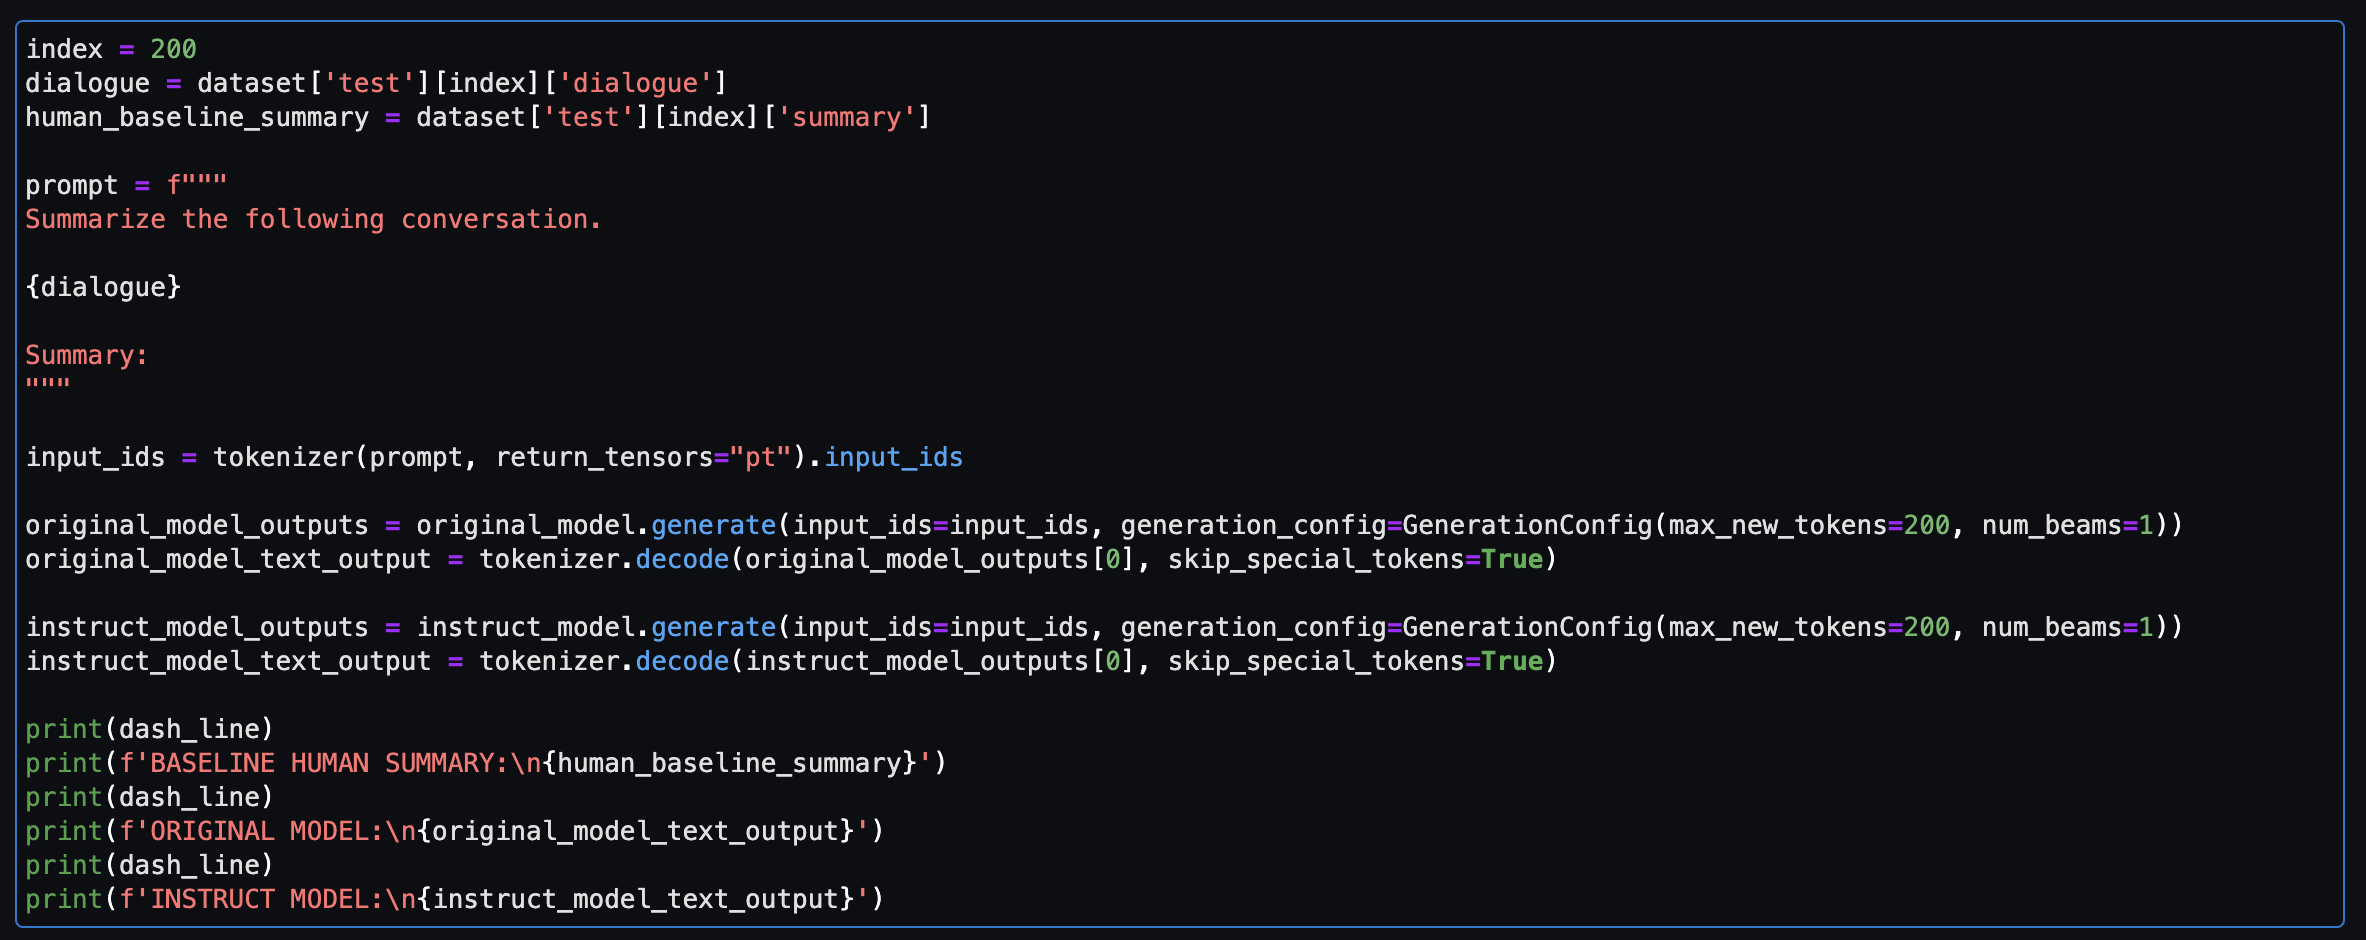 index = 200
dialogue = dataset['test'][index]['dialogue']
human_baseline_summary = dataset['test'][index]['summary']

prompt = f"""
Summarize the following conversation.

{dialogue}

Summary:
"""

input_ids = tokenizer(prompt, return_tensors="pt").input_ids

original_model_outputs = original_model.generate(input_ids=input_ids, generation_config=GenerationConfig(max_new_tokens=200, num_beams=1))
original_model_text_output = tokenizer.decode(original_model_outputs[0], skip_special_tokens=True)

instruct_model_outputs = instruct_model.generate(input_ids=input_ids, generation_config=GenerationConfig(max_new_tokens=200, num_beams=1))
instruct_model_text_output = tokenizer.decode(instruct_model_outputs[0], skip_special_tokens=True)

print(dash_line)
print(f'BASELINE HUMAN SUMMARY:\n{human_baseline_summary}')
print(dash_line)
print(f'ORIGINAL MODEL:\n{original_model_text_output}')
print(dash_line)
print(f'INSTRUCT MODEL:\n{instruct_model_text_output}')